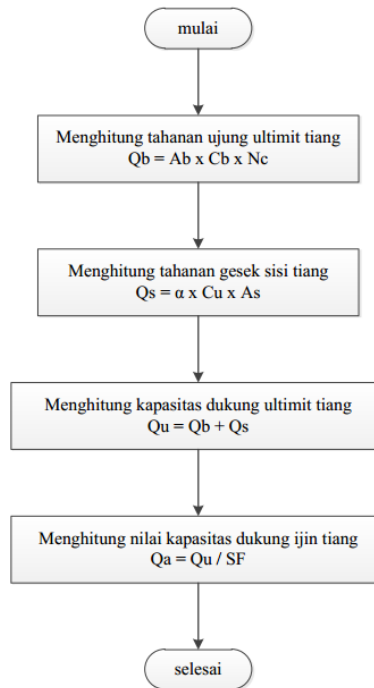 mulai
Menghitung tahanan ujung ultimit tiang
Qb = Ab x Cb x Nc
Menghitung tahanan gesek sisi tiang
Qs = α x Cu x As
Menghitung kapasitas dukung ultimit tiang
Qu = Qb + Qs
Menghitung nilai kapasitas dukung ijin tiang
Qa = Qu / SF
selesai